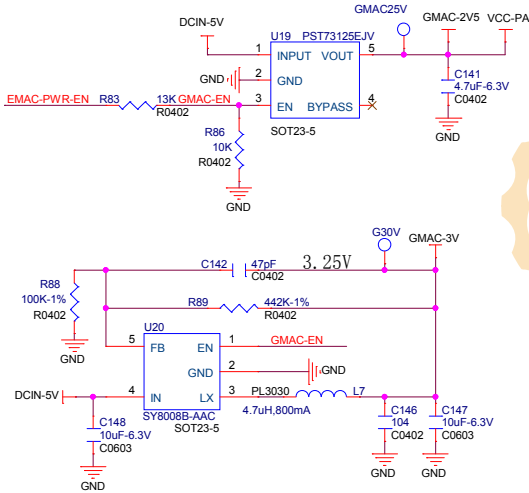 GMAC25V
DCIN-5V
U19 PST73125EJV
GMAC-2V5
VCC-PA
1 INPUT VOUT 5
GND 2 GND
C141
4.7uF-6.3V
C0402
EMAC-PWR-EN R83 13K GMAC-EN 3 EN BYPASS 4
R0402
SOT23-5
GND
R86
10K
R0402
GND
G30V
GMAC-3V
C142 47pF 3.25V
C0402
R88
100K-1%
R0402
R89 442K-1%
R0402
GND
U20
5 FB EN 1 GMAC-EN
GND 2 GND
DCIN-5V 4 IN LX 3 PL3030 L7
SY8008B-AAC
SOT23-5
4.7uH,800mA
C148
10uF-6.3V
C0603
C146
104
C0402
C147
10uF-6.3V
C0603
GND
GND
GND